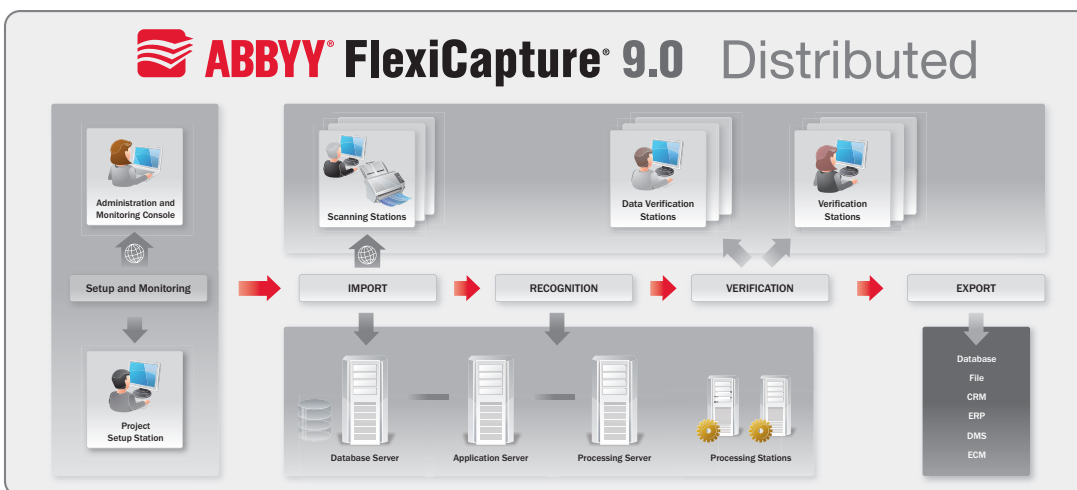 ABBYY® FlexiCapture® 9.0 Distributed
Administration and
Monitoring Console
Setup and Monitoring
Project
Setup Station
Scanning Stations
Data Verification
Stations
Verification
Stations
IMPORT
RECOGNITION
VERIFICATION
EXPORT
Database Server
Application Server
Processing Server
Processing Stations
Database
File
CRM
ERP
DMS
ECM